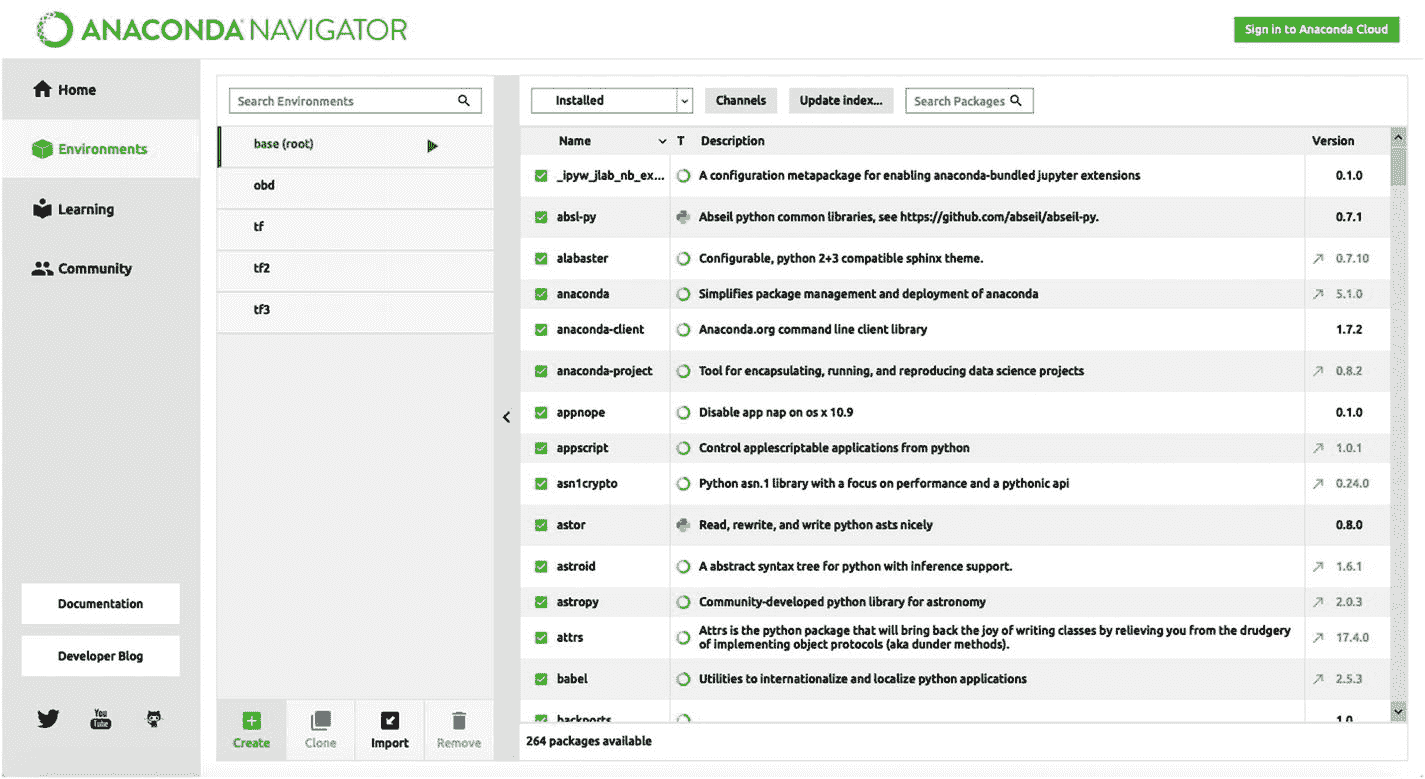 ANACONDA NAVIGATOR
Sign in to Anaconda Cloud
Home
Environments
Learning
Community
Documentation
Developer Blog
You
Tube
Search Environments
base (root)
obd
tf
tf2
tf3
Create
Clone
Import
Remove
Installed
Channels
Update index...
Search Packages
Name T Description Version
_ipyw_jlab_nb_ex... A configuration metapackage for enabling anaconda-bundled jupyter extensions 0.1.0
absl-py Abseil python common libraries, see https://github.com/abseil/abseil-py. 0.7.1
alabaster Configurable, python 2+3 compatible sphinx theme. 0.7.10
anaconda Simplifies package management and deployment of anaconda 5.1.0
anaconda-client Anaconda.org command line client library 1.7.2
anaconda-project Tool for encapsulating, running, and reproducing data science projects 0.8.2
appnope Disable app nap on os x 10.9 0.1.0
appscript Control applescriptable applications from python 1.0.1
asn1crypto Python asn.1 library with a focus on performance and a pythonic api 0.24.0
astor Read, rewrite, and write python asts nicely 0.8.0
astroid A abstract syntax tree for python with inference support. 1.6.1
astropy Community-developed python library for astronomy 2.0.3
attrs Attrs is the python package that will bring back the joy of writing classes by relieving you from the drudgery
of implementing object protocols (aka dunder methods). 17.4.0
babel Utilities to internationalize and localize python applications 2.5.3
backports 1.0
264 packages available